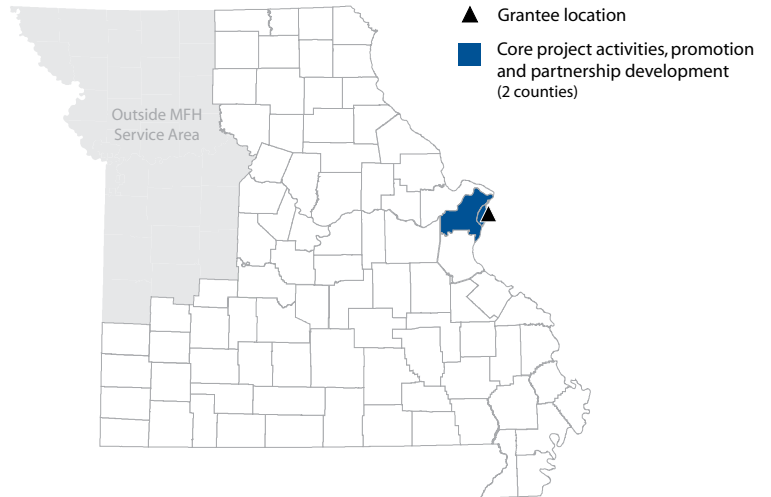 Grantee location
Core project activities, promotion
and partnership development
(2 counties)
Outside MFH
Service Area